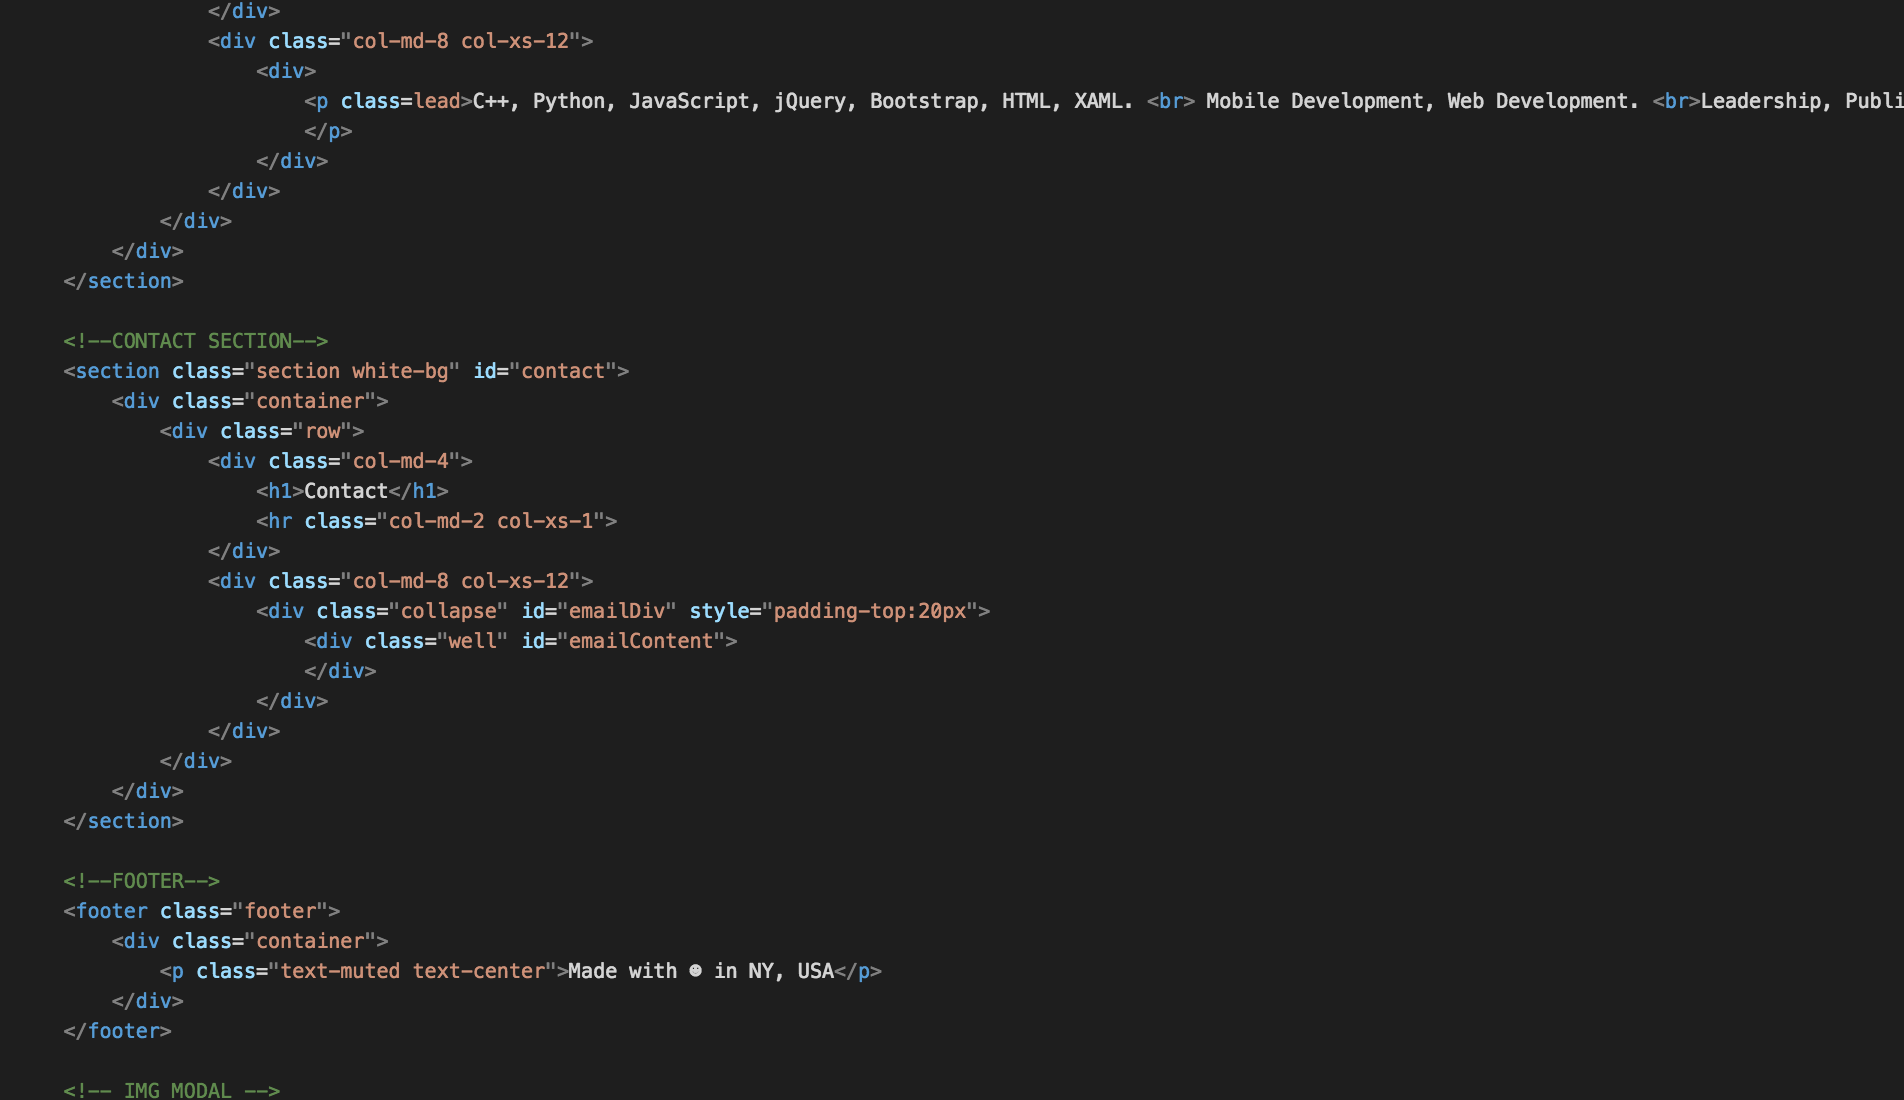 </div>
<div class="col-md-8 col-xs-12">
<div>
<p class=lead>C++, Python, JavaScript, jQuery, Bootstrap, HTML, XAML. <br> Mobile Development, Web Development. <br>Leadership, Publi
</p>
</div>
</div>
</div>
</div>
</section>
<!--CONTACT SECTION-->
<section class="section white-bg" id="contact">
<div class="container">
<div class="row">
<div class="col-md-4">
<h1>Contact</h1>
<hr class="col-md-2 col-xs-1">
</div>
<div class="col-md-8 col-xs-12">
<div class="collapse" id="emailDiv" style="padding-top:20px">
<div class="well" id="emailContent">
</div>
</div>
</div>
</div>
</div>
</section>
<!--FOOTER-->
<footer class="footer">
<div class="container">
<p class="text-muted text-center">Made with ☻ in NY, USA</p>
</div>
</footer>
<!-- IMG MODAL -->